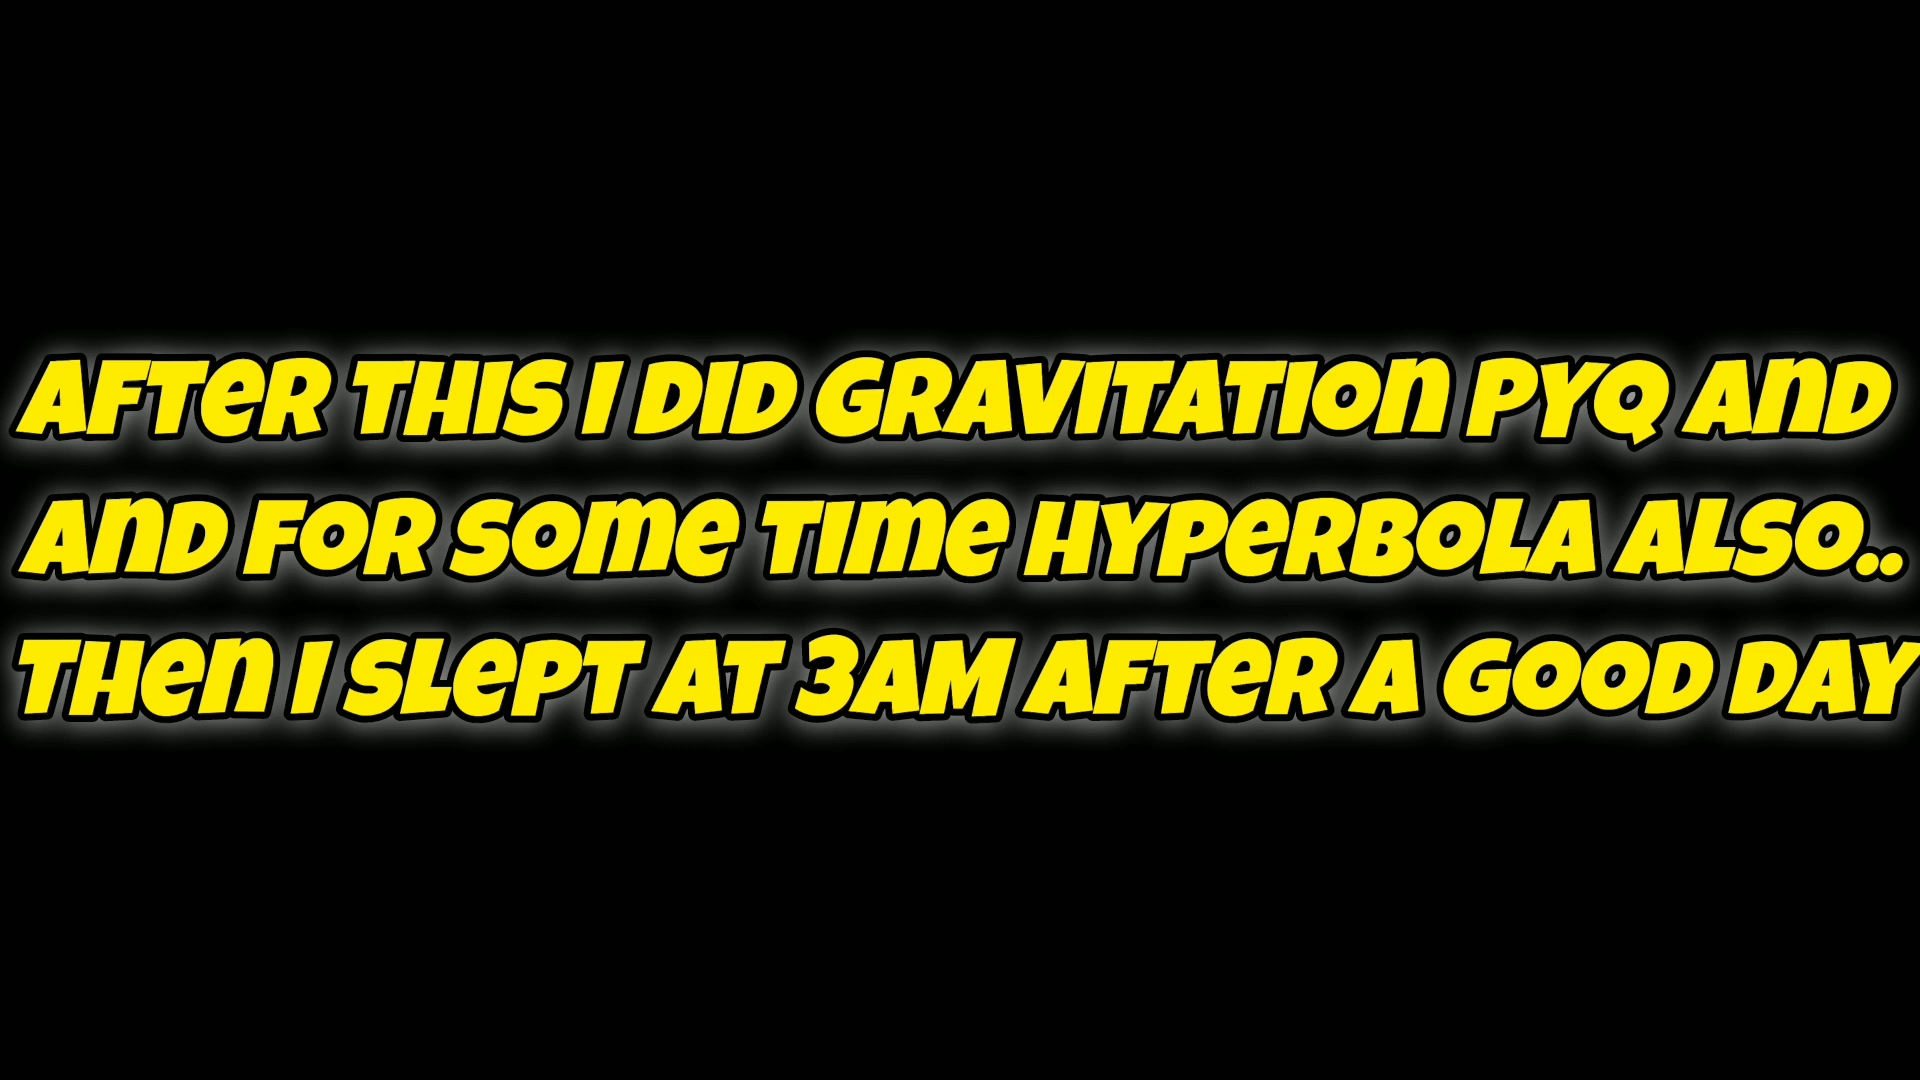 AFTER THIS I DID GRAVITATION PYQ AND
AND FOR SOME TIME HYPERBOLA ALSO..
THEN I SLEPT AT 3AM AFTER A GOOD DAY